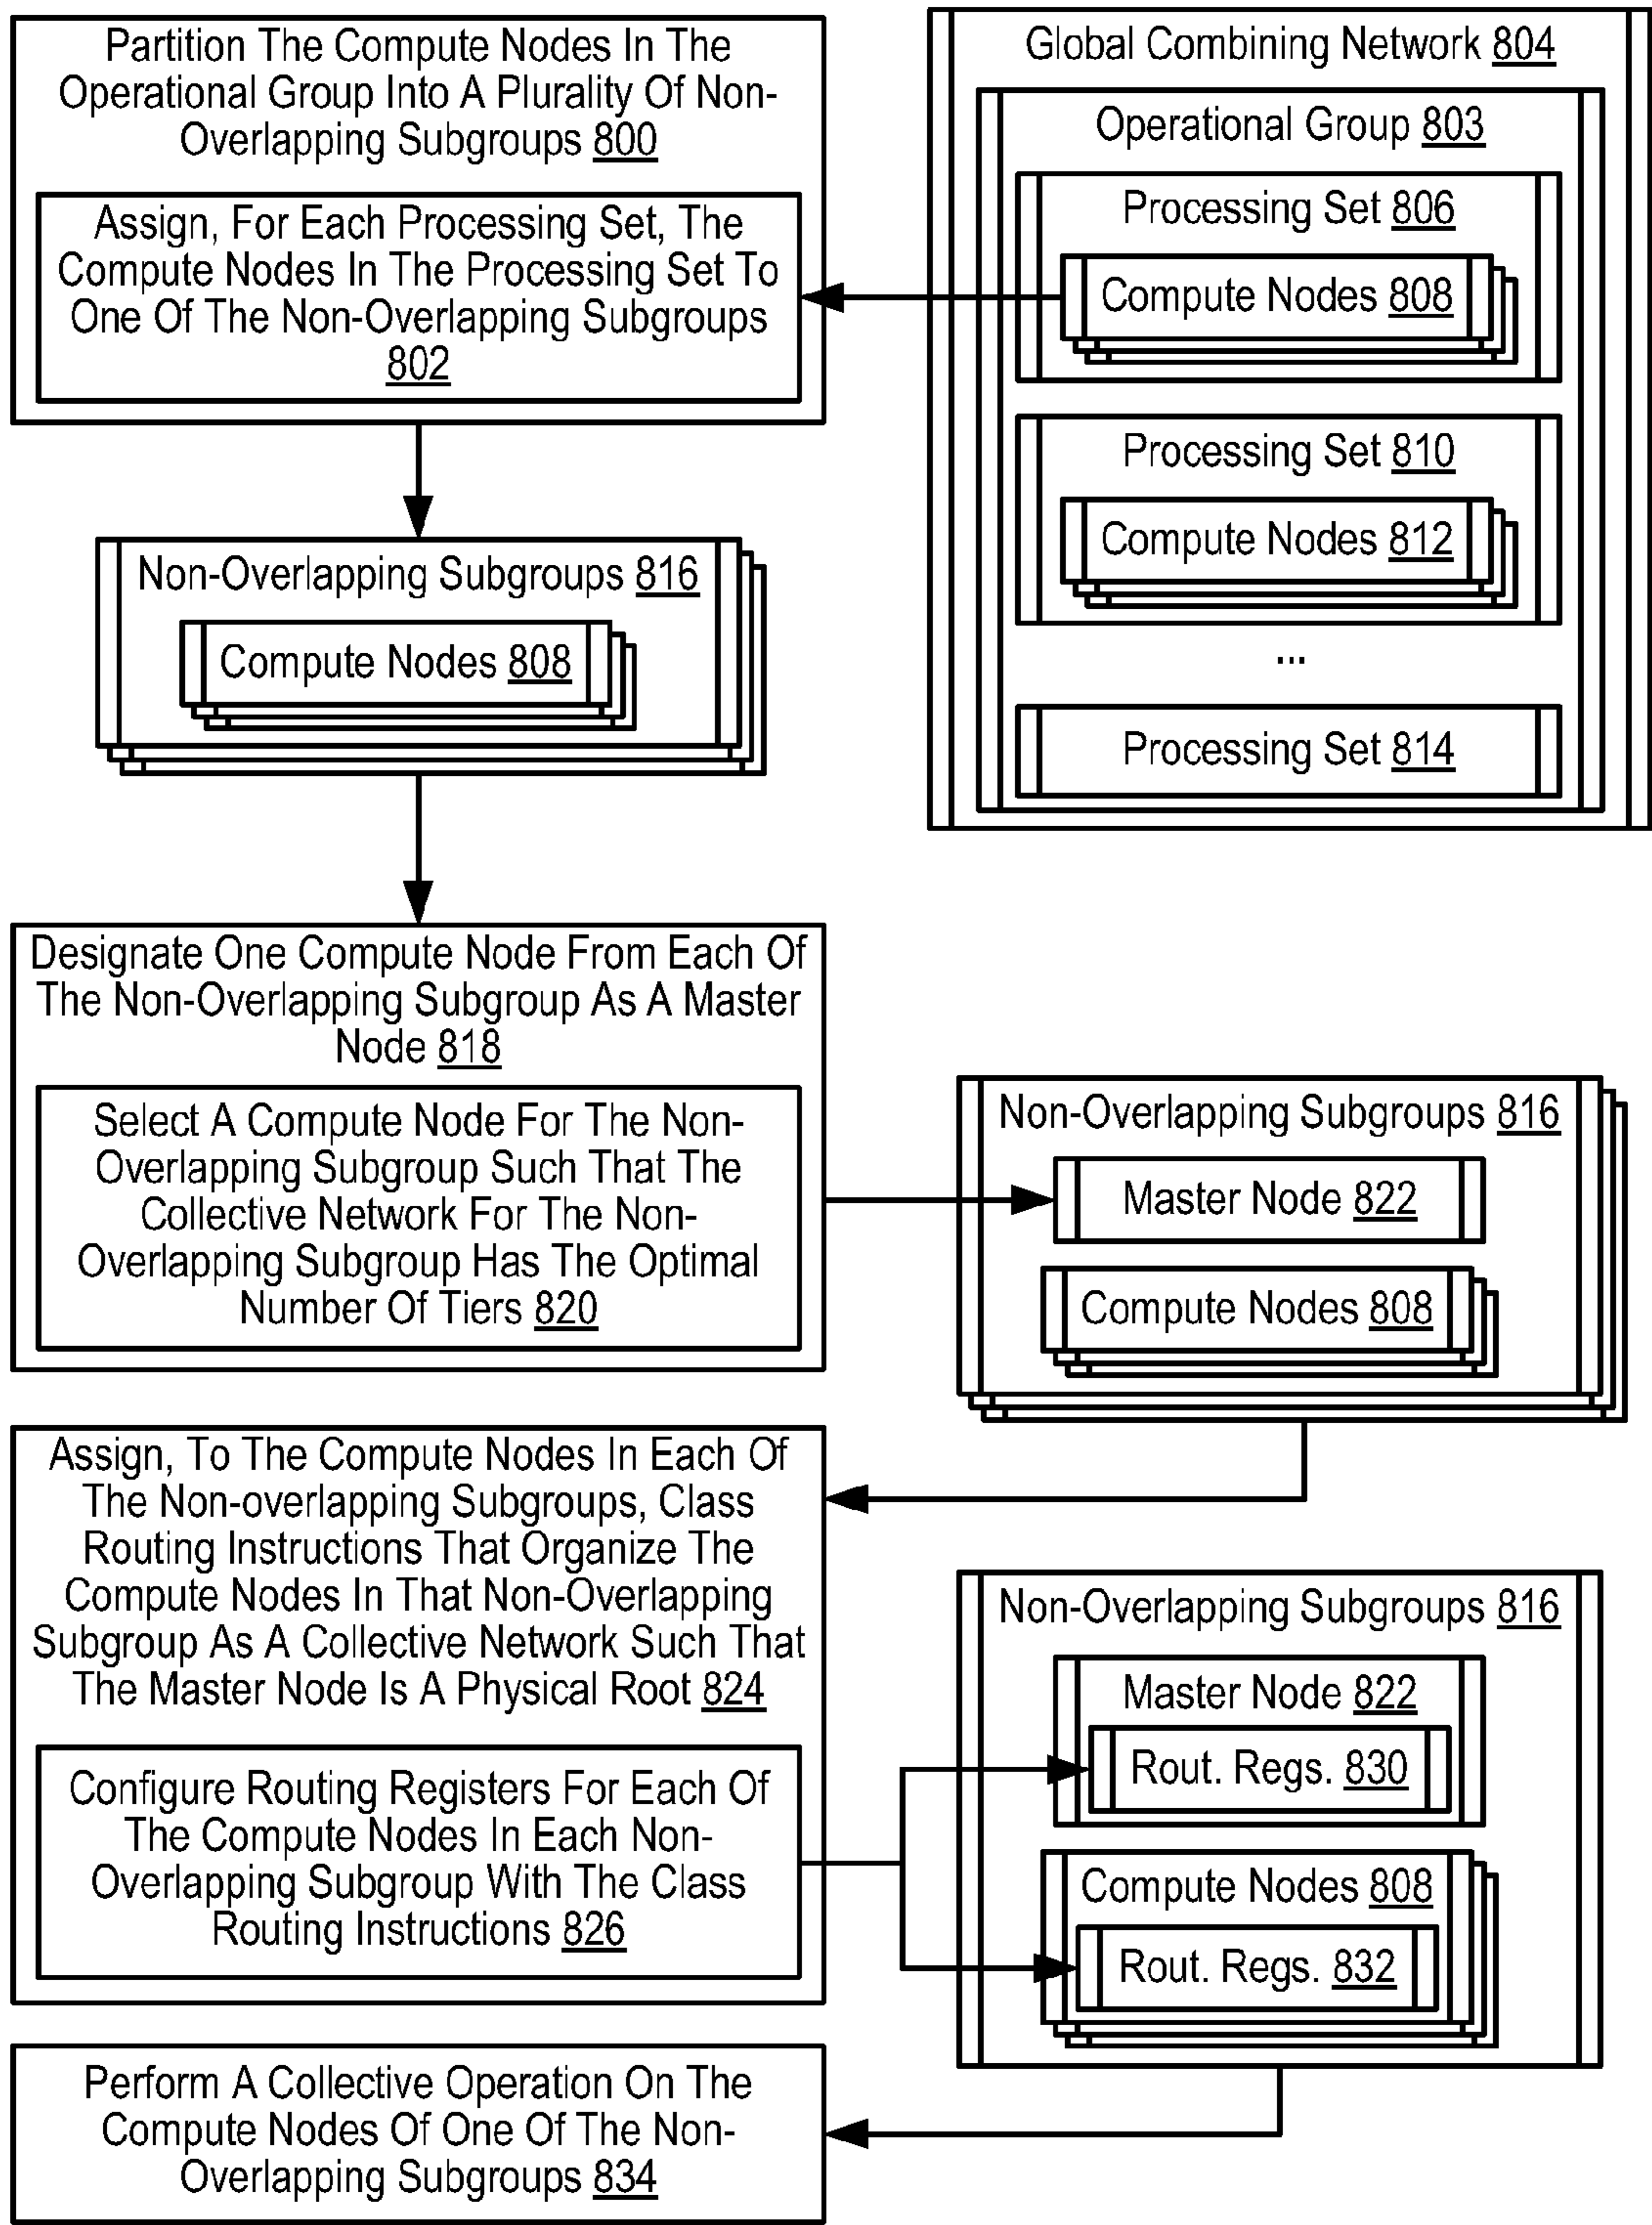 Partition The Compute Nodes In The
Operational Group Into A Plurality Of Non-
Overlapping Subgroups 800
Assign, For Each Processing Set, The
Compute Nodes In The Processing Set To
One Of The Non-Overlapping Subgroups
802
Global Combining Network 804
Operational Group 803
Processing Set 806
Compute Nodes 808
Processing Set 810
Compute Nodes 812
...
Processing Set 814
Non-Overlapping Subgroups 816
Compute Nodes 808
Designate One Compute Node From Each Of
The Non-Overlapping Subgroup As A Master
Node 818
Select A Compute Node For The Non-
Overlapping Subgroup Such That The
Collective Network For The Non-
Overlapping Subgroup Has The Optimal
Number Of Tiers 820
Non-Overlapping Subgroups 816
Master Node 822
Compute Nodes 808
Assign, To The Compute Nodes In Each Of
The Non-overlapping Subgroups, Class
Routing Instructions That Organize The
Compute Nodes In That Non-Overlapping
Subgroup As A Collective Network Such That
The Master Node Is A Physical Root 824
Configure Routing Registers For Each Of
The Compute Nodes In Each Non-
Overlapping Subgroup With The Class
Routing Instructions 826
Non-Overlapping Subgroups 816
Master Node 822
Rout. Regs. 830
Compute Nodes 808
Rout. Regs. 832
Perform A Collective Operation On The
Compute Nodes Of One Of The Non-
Overlapping Subgroups 834